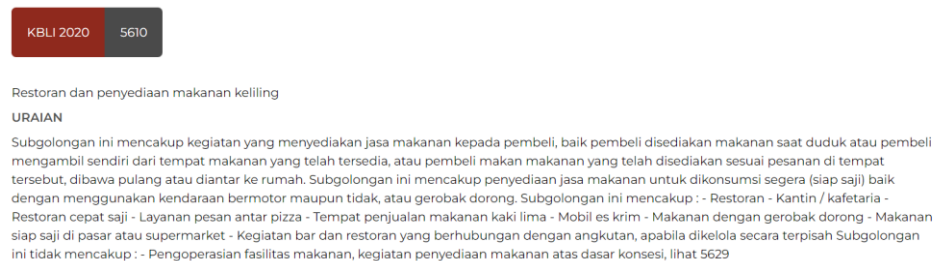 KBLI 2020 5610
Restoran dan penyediaan makanan keliling
URAIAN
Subgolongan ini mencakup kegiatan yang menyediakan jasa makanan kepada pembeli, baik pembeli disediakan makanan saat duduk atau pembeli
mengambil sendiri dari tempat makanan yang telah tersedia, atau pembeli makan makanan yang telah disediakan sesuai pesanan di tempat
tersebut, dibawa pulang atau diantar ke rumah. Subgolongan ini mencakup penyediaan jasa makanan untuk dikonsumsi segera (siap saji) baik
dengan menggunakan kendaraan bermotor maupun tidak, atau gerobak dorong. Subgolongan ini mencakup : - Restoran - Kantin / kafetaria -
Restoran cepat saji - Layanan pesan antar pizza - Tempat penjualan makanan kaki lima - Mobil es krim - Makanan dengan gerobak dorong - Makanan
siap saji di pasar atau supermarket - Kegiatan bar dan restoran yang berhubungan dengan angkutan, apabila dikelola secara terpisah Subgolongan
ini tidak mencakup : - Pengoperasian fasilitas makanan, kegiatan penyediaan makanan atas dasar konsesi, lihat 5629